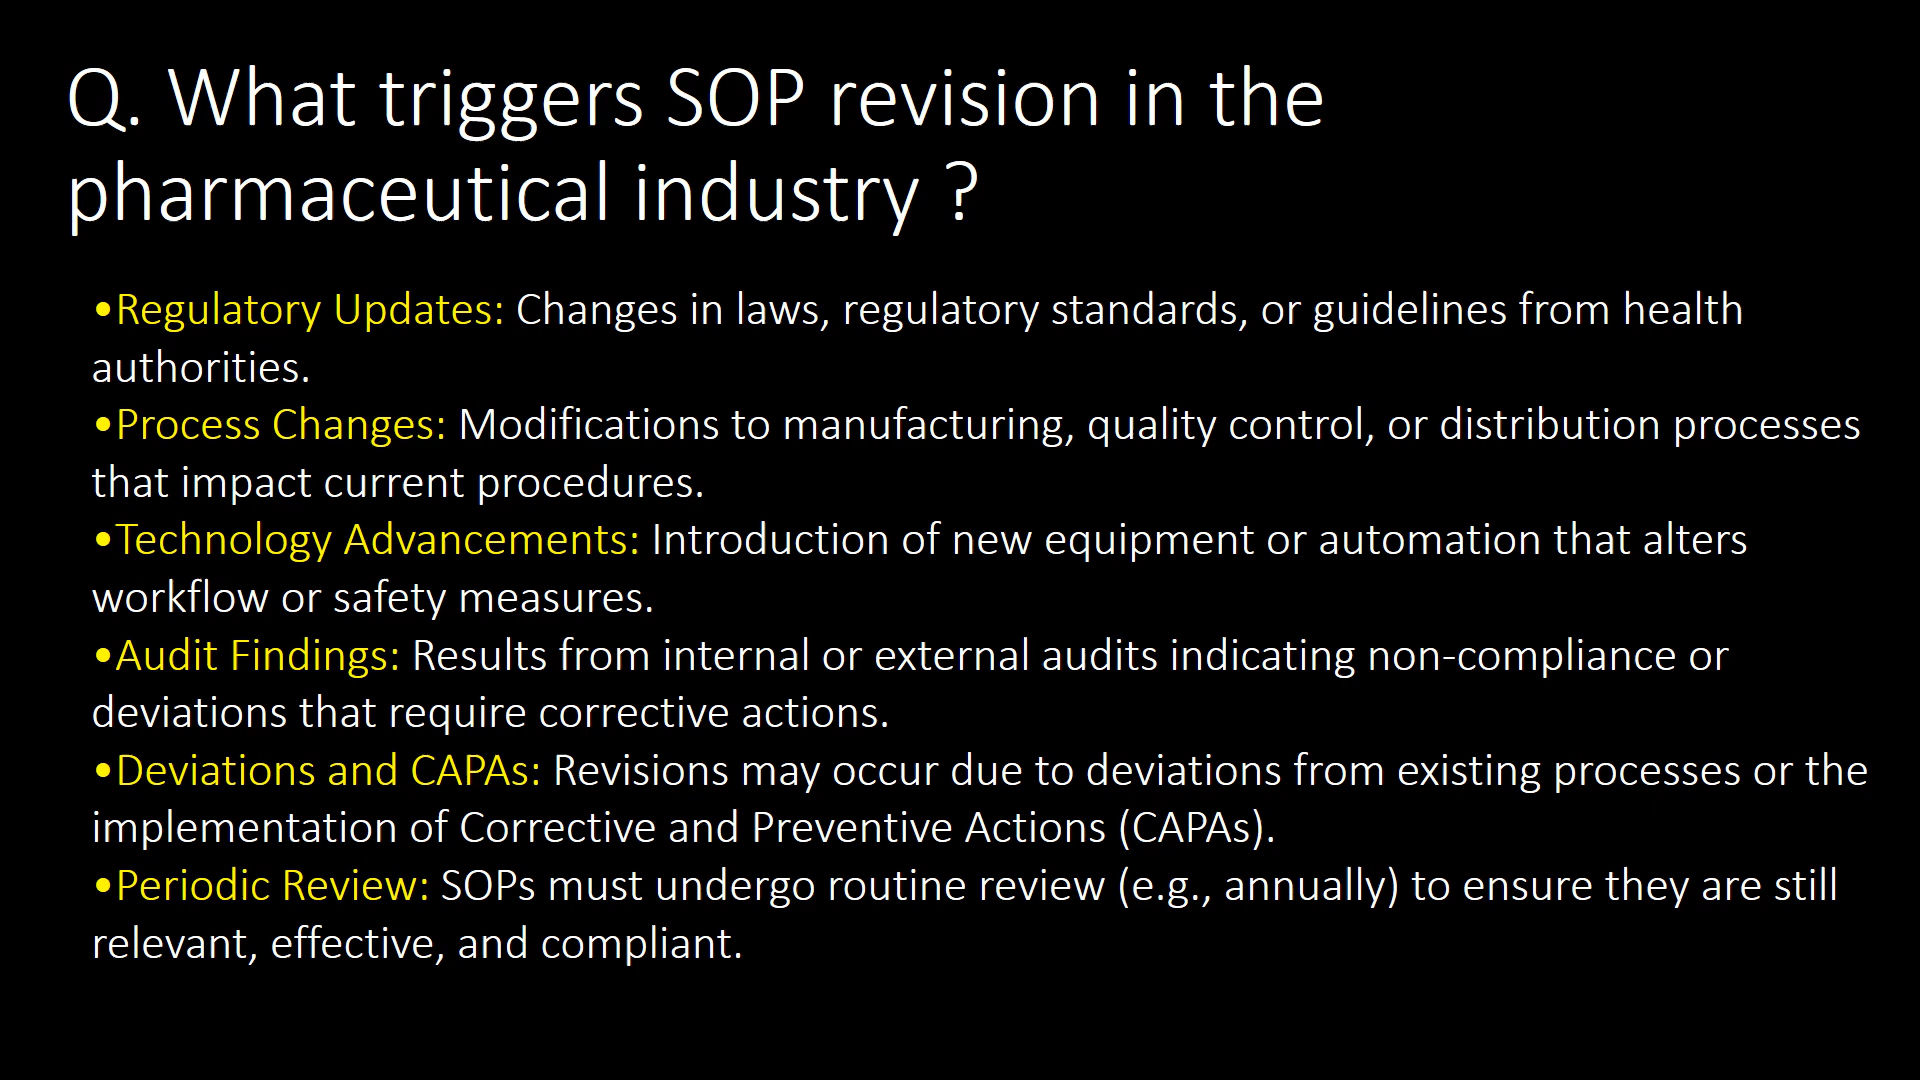 Q. What triggers SOP revision in the
pharmaceutical industry ?
•Regulatory Updates: Changes in laws, regulatory standards, or guidelines from health
authorities.
•Process Changes: Modifications to manufacturing, quality control, or distribution processes
that impact current procedures.
•Technology Advancements: Introduction of new equipment or automation that alters
workflow or safety measures.
•Audit Findings: Results from internal or external audits indicating non-compliance or
deviations that require corrective actions.
•Deviations and CAPAs: Revisions may occur due to deviations from existing processes or the
implementation of Corrective and Preventive Actions (CAPAs).
•Periodic Review: SOPs must undergo routine review (e.g., annually) to ensure they are still
relevant, effective, and compliant.